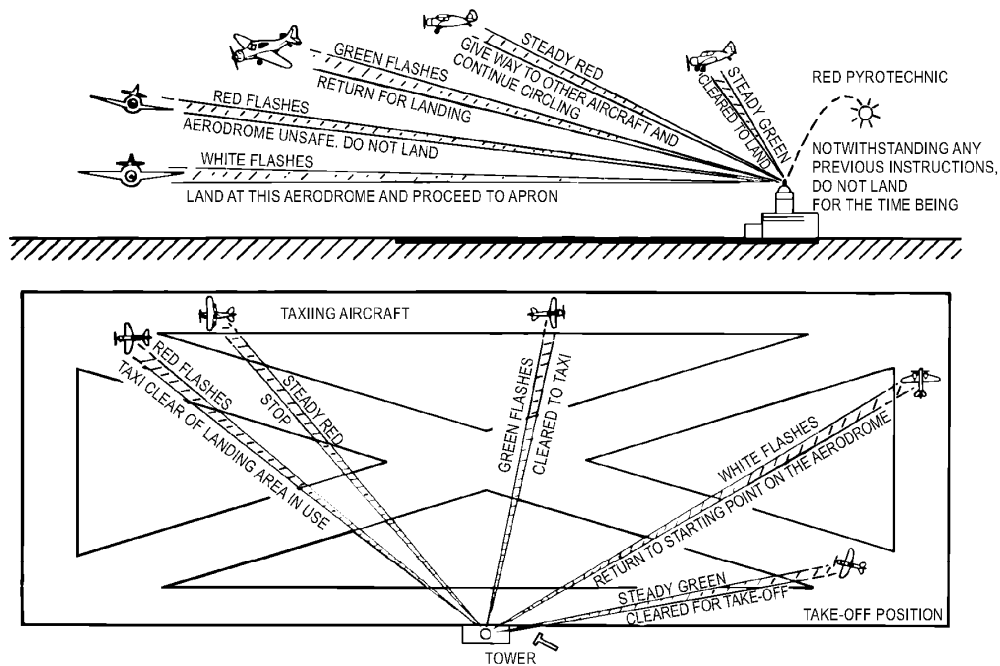 STEADY RED
GIVE WAY TO OTHER AIRCRAFT AND
CONTINUE CIRCLING
GREEN FLASHES
RETURN FOR LANDING
RED FLASHES
AERODROME UNSAFE, DO NOT LAND
WHITE FLASHES
LAND AT THIS AERODROME AND PROCEED TO APRON
STEADY GREEN
CLEARED TO LAND
RED PYROTECHNIC
NOTWITHSTANDING ANY
PREVIOUS INSTRUCTIONS,
DO NOT LAND
FOR THE TIME BEING
TAXIING AIRCRAFT
RED FLASHES
TAXI CLEAR OF LANDING AREA IN USE
STEADY RED
STOP
GREEN FLASHES
CLEARED TO TAXI
WHITE FLASHES
RETURN TO STARTING POINT ON THE AERODROME
STEADY GREEN
CLEARED FOR TAKE-OFF
TAKE-OFF POSITION
TOWER